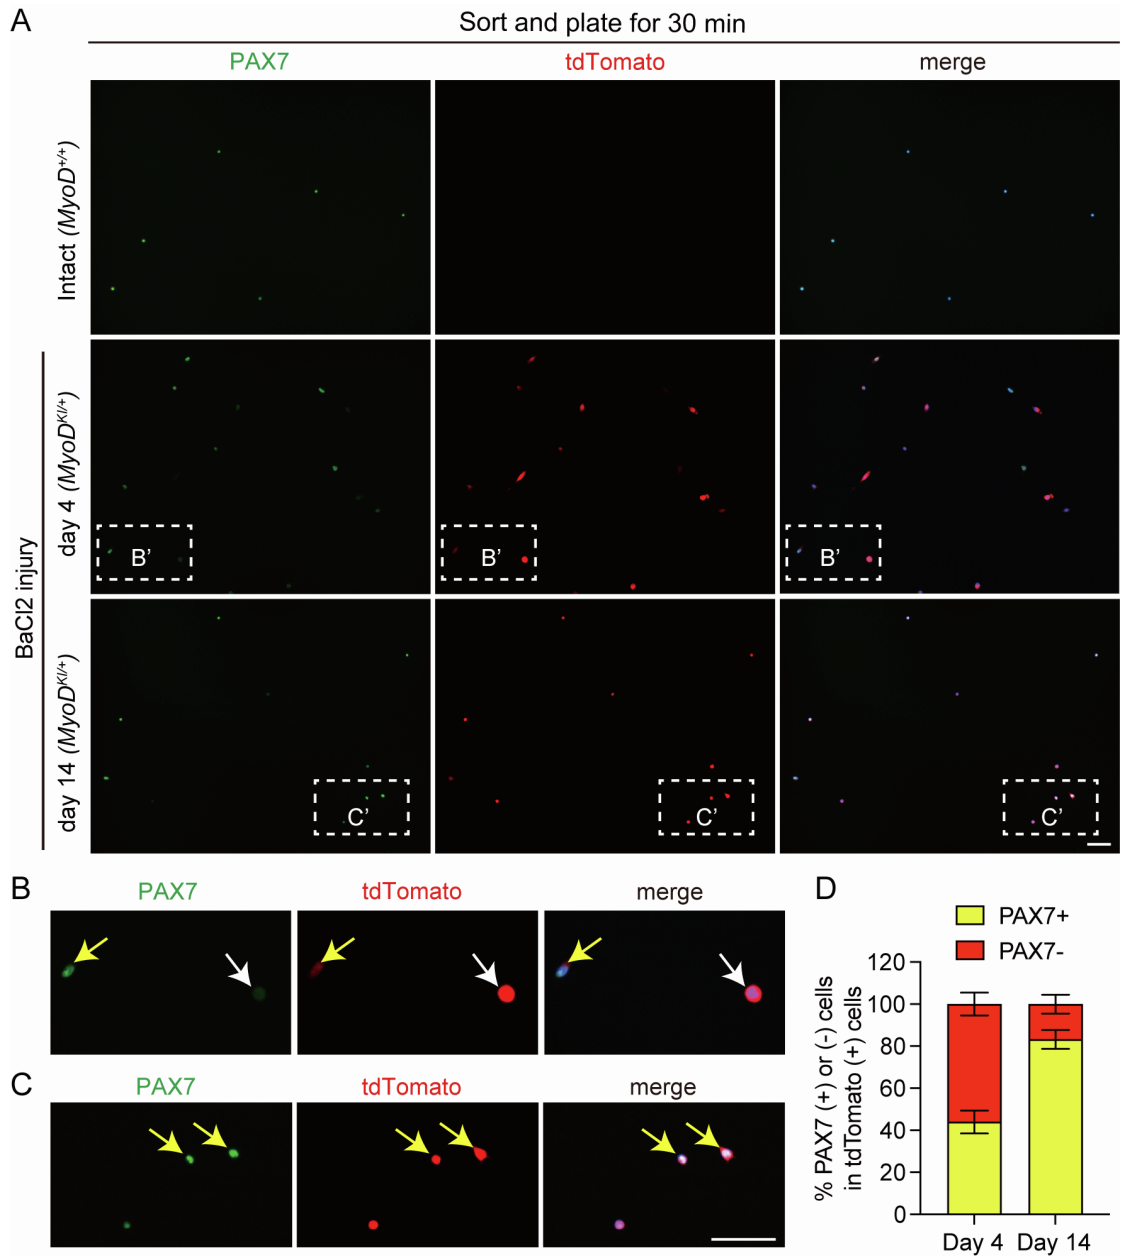 A
Sort and plate for 30 min
PAX7
tdTomato
merge
Intact (MyoD+/+)
BaCl2 injury
day 4 (MyoDKI/+)
B’
B’
B’
day 14 (MyoDKI/+)
C’
C’
C’
B
PAX7
tdTomato
merge
C
PAX7
tdTomato
merge
D
PAX7+
PAX7-
% PAX7 (+) or (-) cells
in tdTomato (+) cells
120
100
80
60
40
20
0
Day 4
Day 14